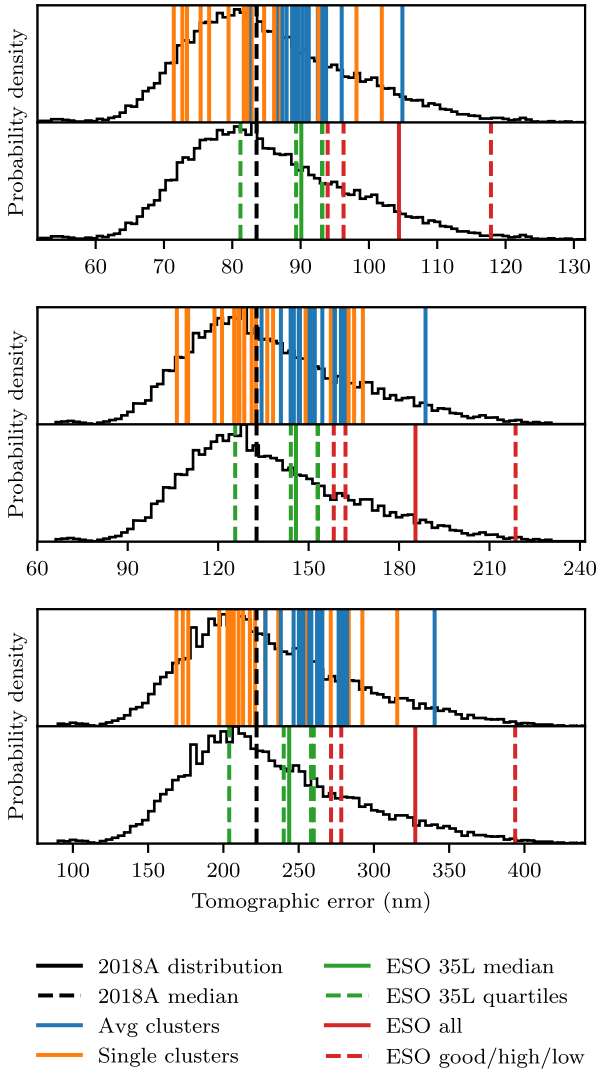 Probability density
Probability density
60 70 80 90 100 110 120 130
Probability density
Probability density
60 90 120 150 180 210 240
Probability density
Probability density
100 150 200 250 300 350 400
Tomographic error (nm)
2018A distribution
2018A median
Avg clusters
Single clusters
ESO 35L median
ESO 35L quartiles
ESO all
ESO good/high/low